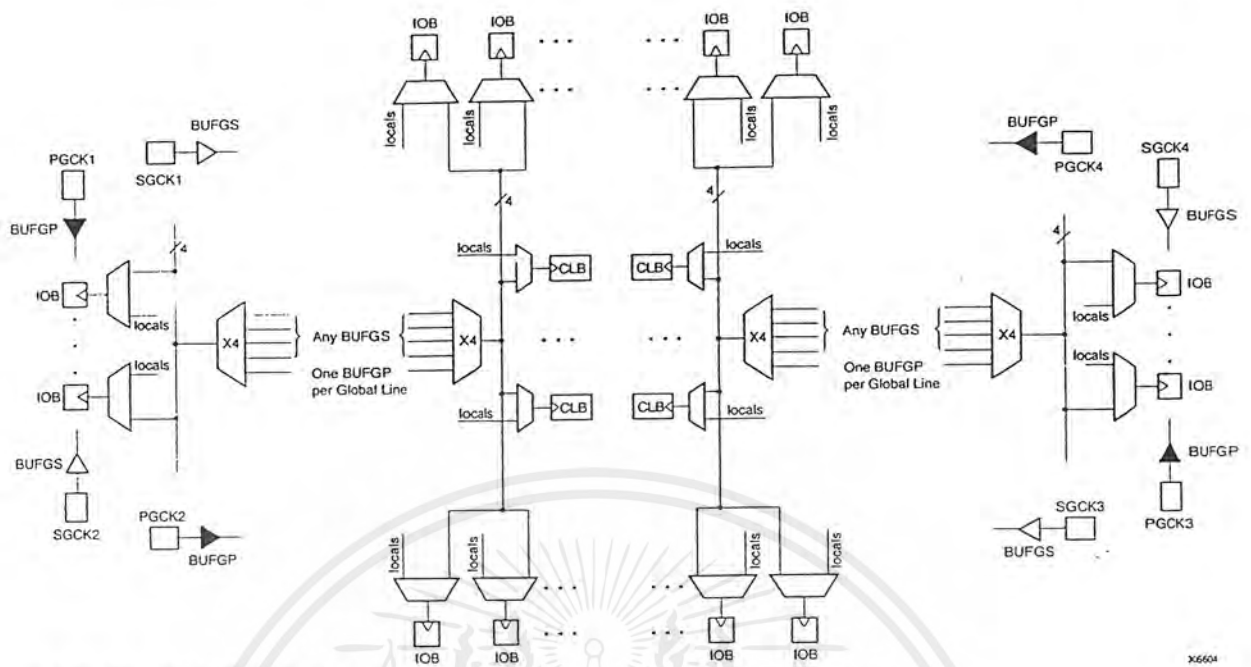 IOB IOB IOB IOB
locals locals locals locals
BUFGS
PGCK1
SGCK1
BUFGP
PGCK4
SGCK4
BUFGS
BUFGP
4 4 4 4
locals CLB CLB locals
IOB locals
IOB locals
X4 Any BUFGS X4
X4 Any BUFGS X4
One BUFGP
per Global Line
One BUFGP
per Global Line
IOB locals
IOB locals
locals CLB CLB locals
BUFGS
SGCK2
PGCK2
BUFGP
SGCK3
BUFGS
BUFGP
PGCK3
locals locals locals locals
IOB IOB IOB IOB
X6604